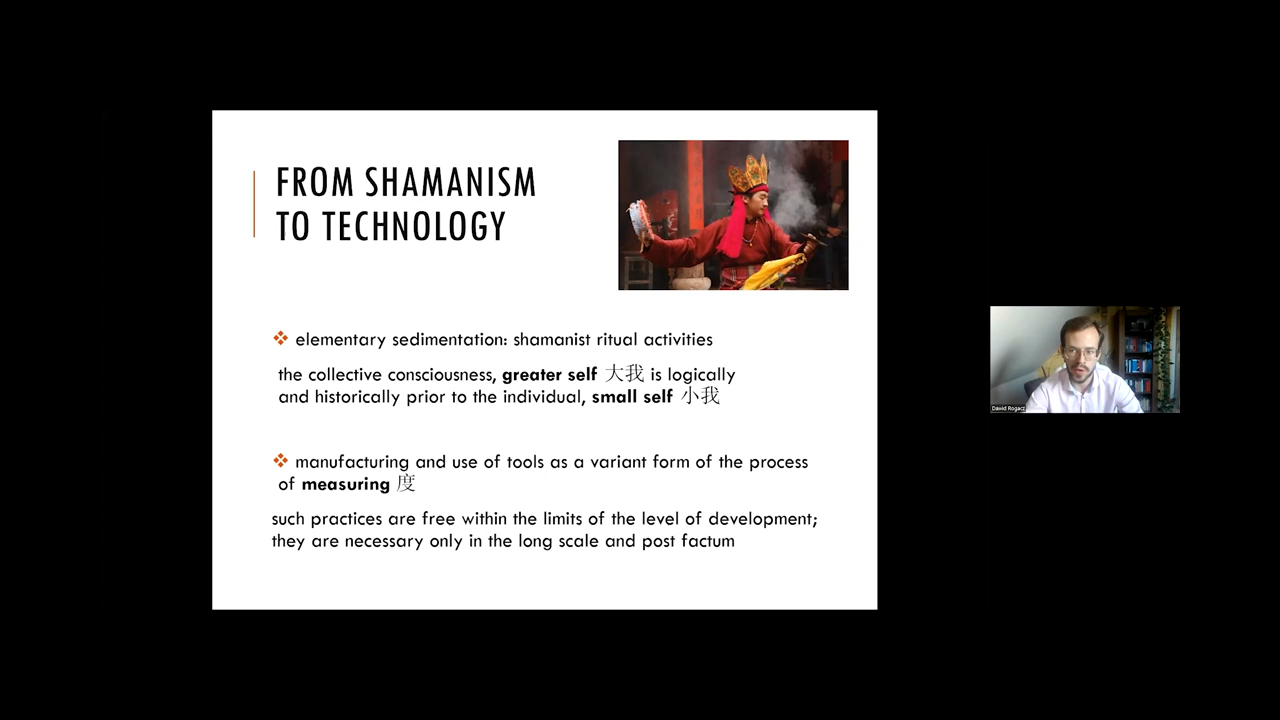 FROM SHAMANISM
TO TECHNOLOGY
❖ elementary sedimentation: shamanist ritual activities
the collective consciousness, greater self 大我 is logically
and historically prior to the individual, small self 小我
❖ manufacturing and use of tools as a variant form of the process
of measuring 度
such practices are free within the limits of the level of development;
they are necessary only in the long scale and post factum
Dawid Rogacz